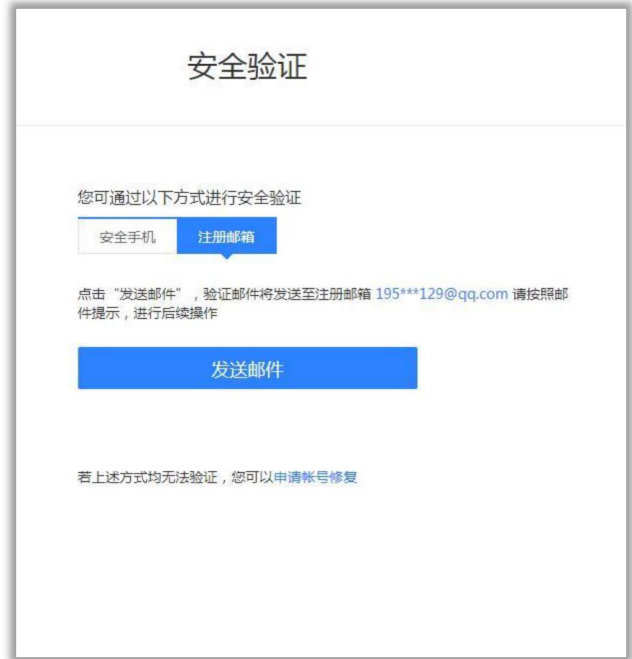 安全验证
您可通过以下方式进行安全验证
安全手机 注册邮箱
点击“发送邮件”，验证邮件将发送至注册邮箱 195***129@qq.com 请按照邮
件提示，进行后续操作
发送邮件
若上述方式均无法验证，您可以申请帐号修复